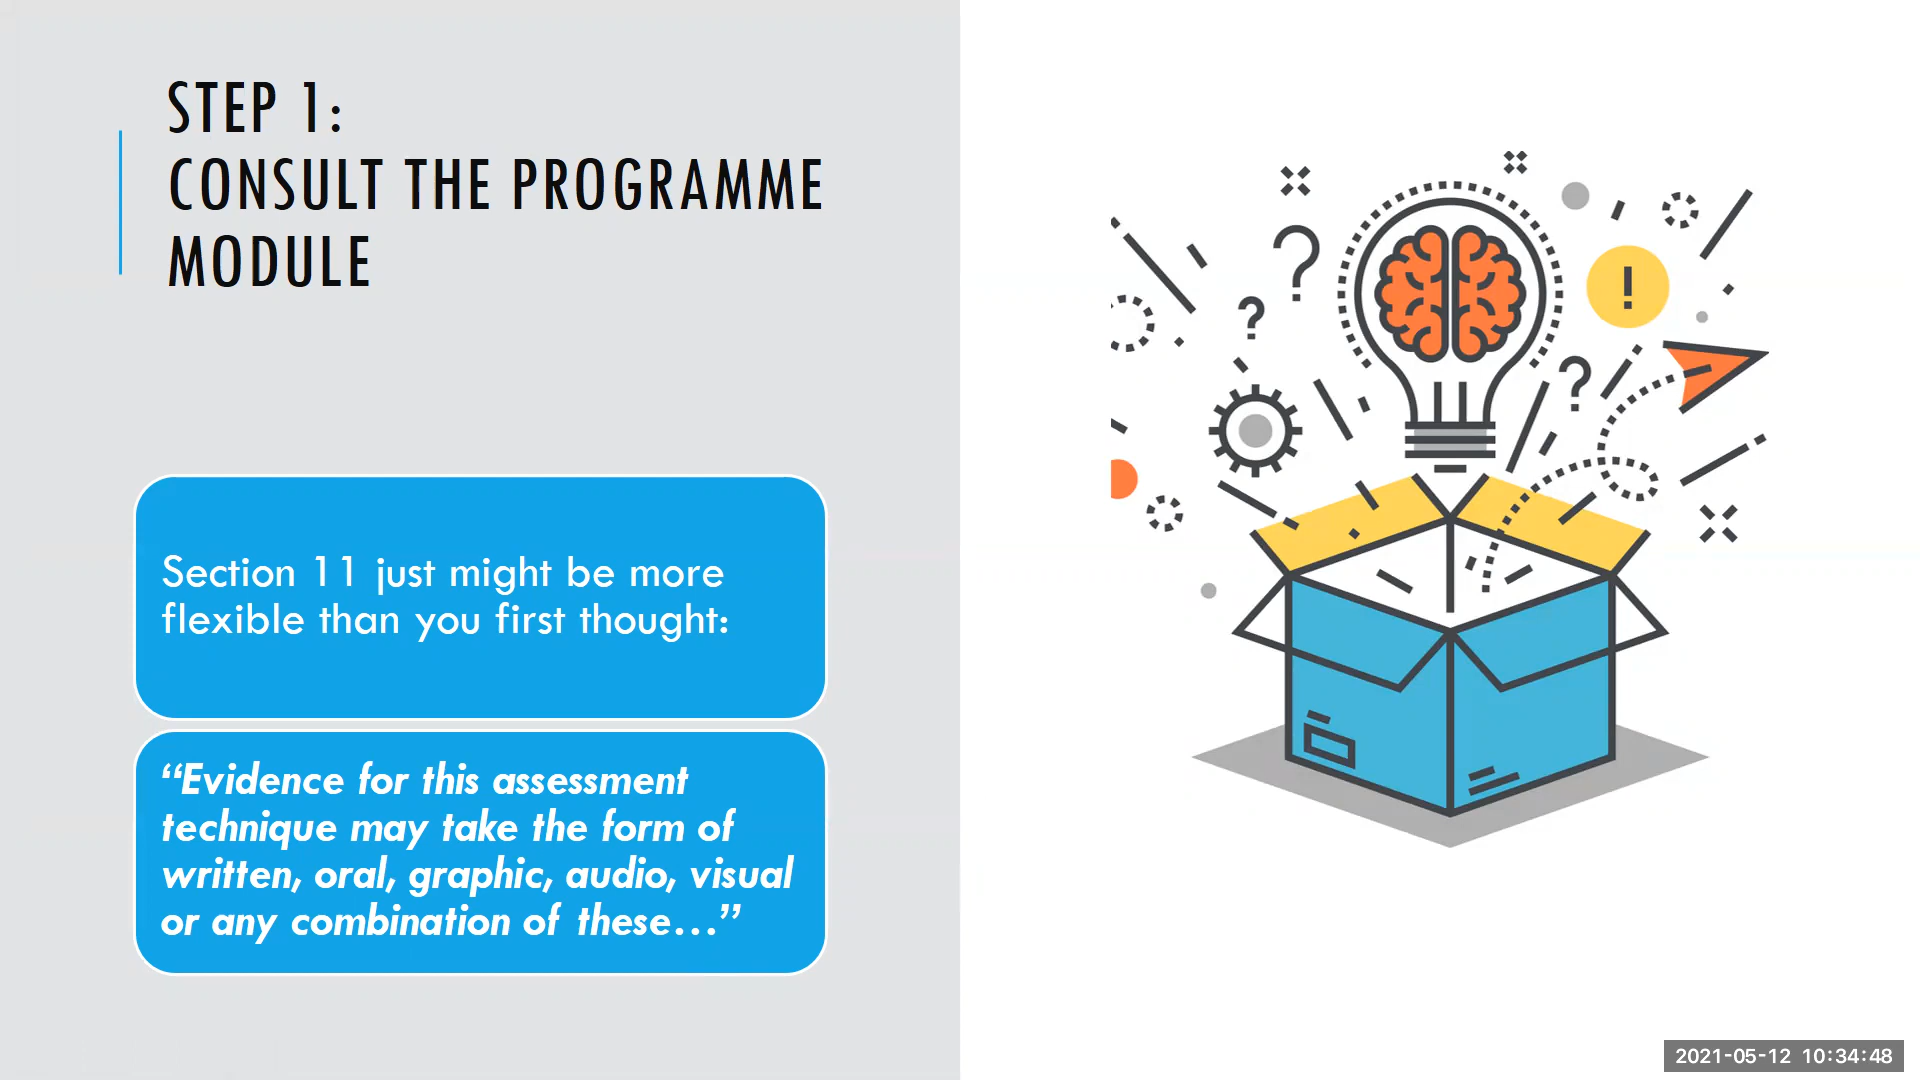 STEP 1:
CONSULT THE PROGRAMME
MODULE
Section 11 just might be more
flexible than you first thought:
“Evidence for this assessment
technique may take the form of
written, oral, graphic, audio, visual
or any combination of these…”
?
?
!
?
2021-05-12 10:34:48